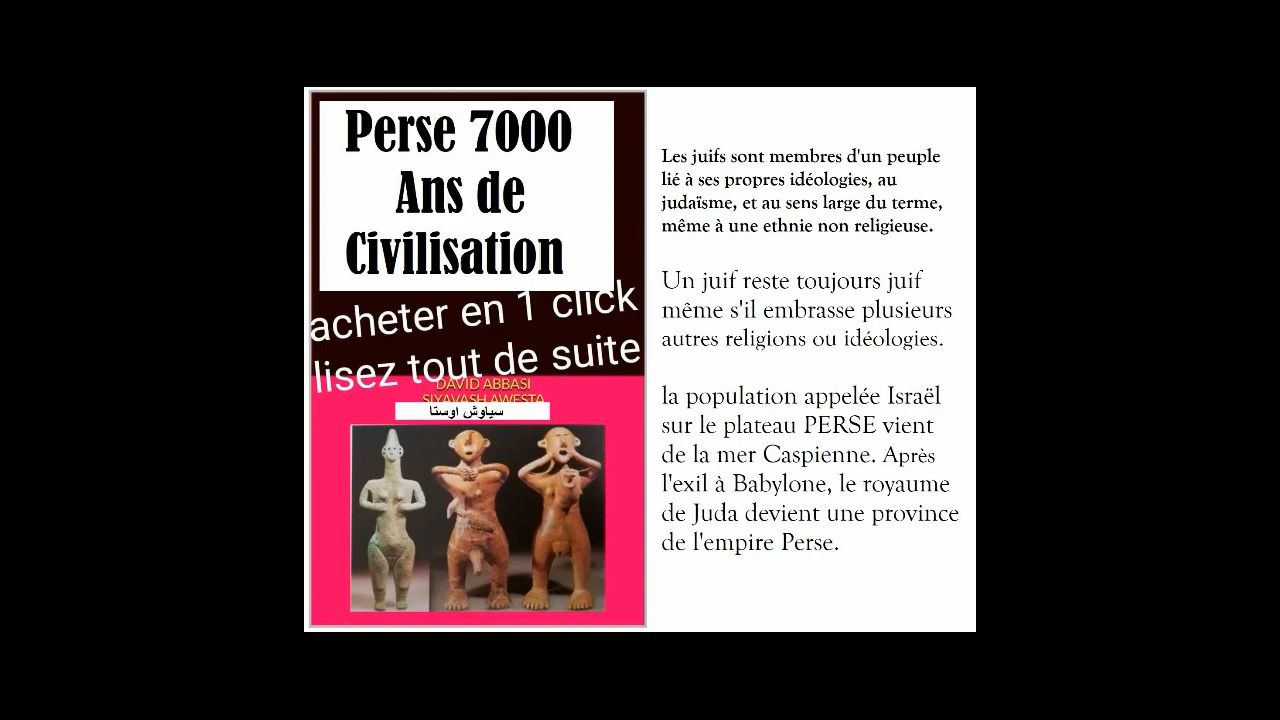 Perse 7000
Ans de
Civilisation
acheter en 1 click
lisez tout de suite
DAVID ABBASI
SIYAVASH AWESTA
سیاوش اوستا
Les juifs sont membres d'un peuple
lié à ses propres idéologies, au
judaïsme, et au sens large du terme,
même à une ethnie non religieuse.
Un juif reste toujours juif
même s'il embrasse plusieurs
autres religions ou idéologies.
la population appelée Israël
sur le plateau PERSE vient
de la mer Caspienne. Après
l'exil à Babylone, le royaume
de Juda devient une province
de l'empire Perse.